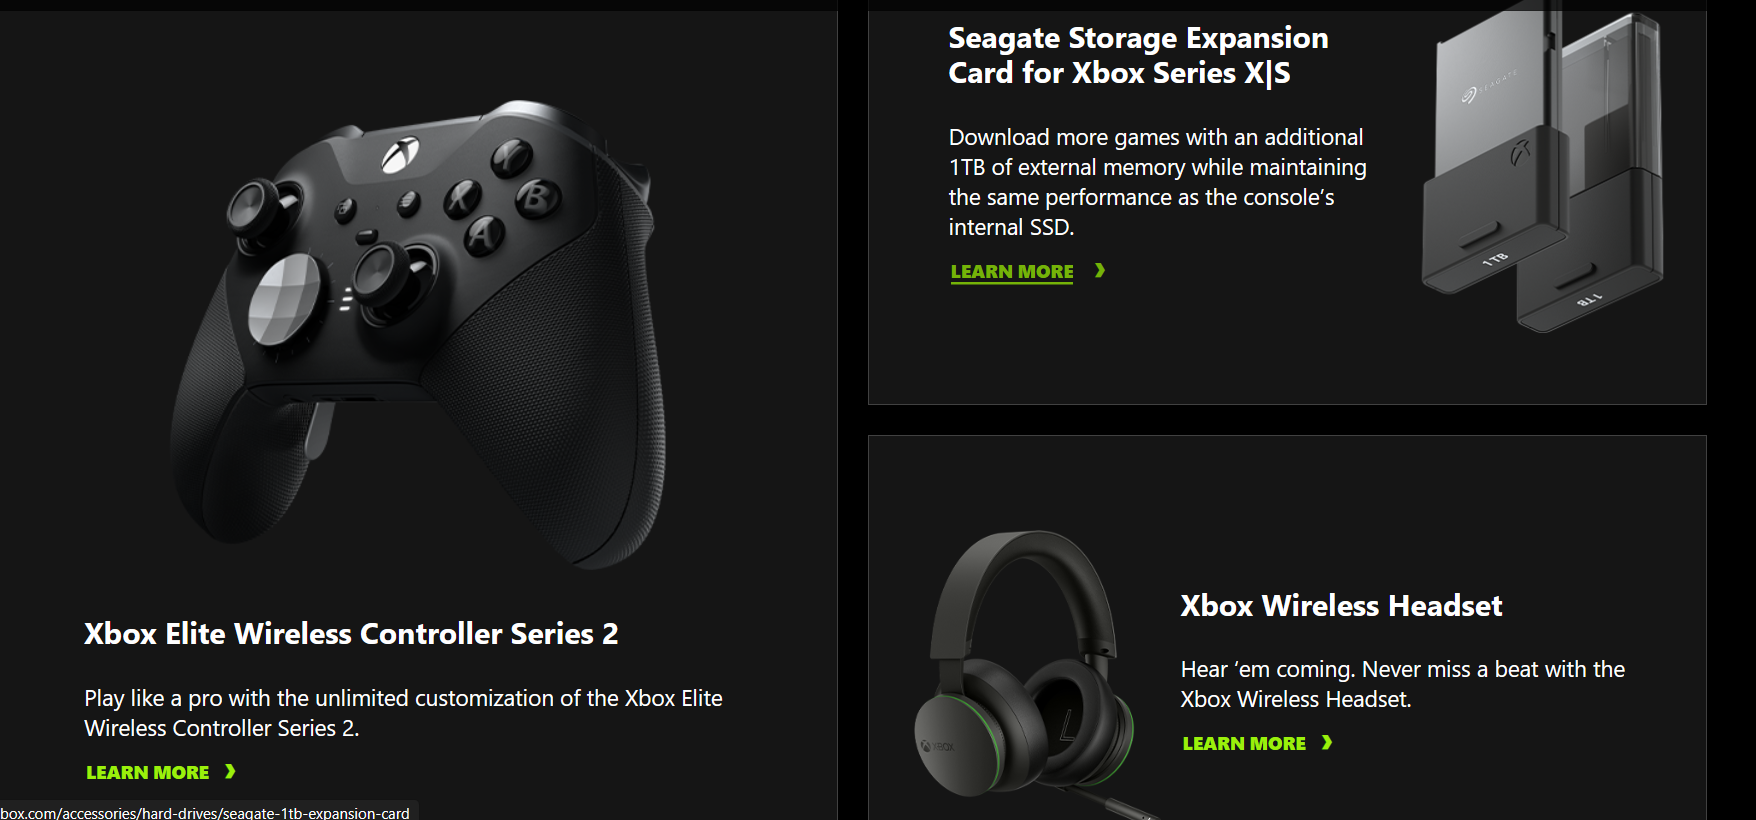 Y
X
B
A
Xbox Elite Wireless Controller Series 2
Play like a pro with the unlimited customization of the Xbox Elite
Wireless Controller Series 2.
LEARN MORE
Seagate Storage Expansion
Card for Xbox Series X|S
Download more games with an additional
1TB of external memory while maintaining
the same performance as the console’s
internal SSD.
LEARN MORE
SEAGATE
1 TB
1 TB
Xbox Wireless Headset
Hear ‘em coming. Never miss a beat with the
Xbox Wireless Headset.
LEARN MORE
XBOX
L
box.com/accessories/hard-drives/seagate-1tb-expansion-card